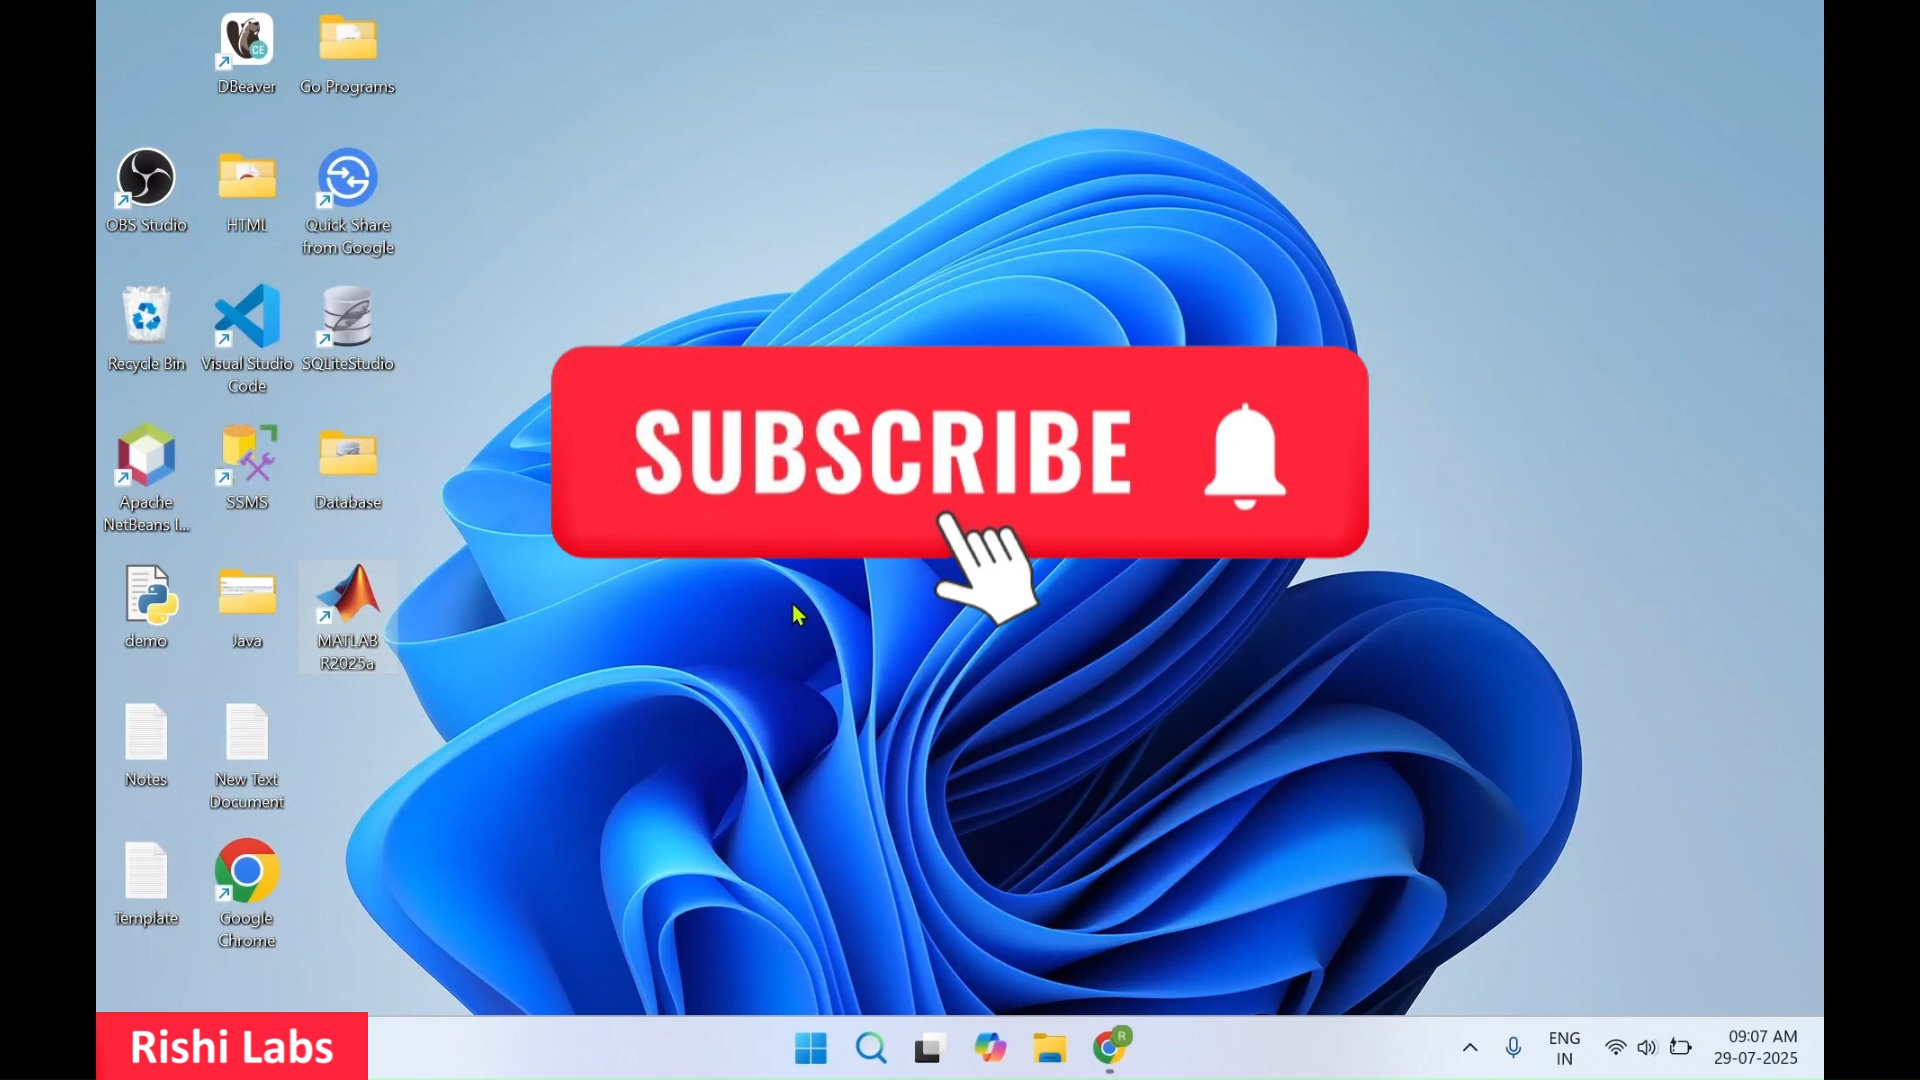 DBeaver
Go Programs
OBS Studio
HTML
Quick Share
from Google
Recycle Bin
Visual Studio
Code
SQLiteStudio
SUBSCRIBE
Apache
NetBeans I...
SSMS
Database
demo
Java
MATLAB
R2025a
Notes
New Text
Document
Template
Google
Chrome
Rishi Labs
R
ENG
IN
09:07 AM
29-07-2025
CE